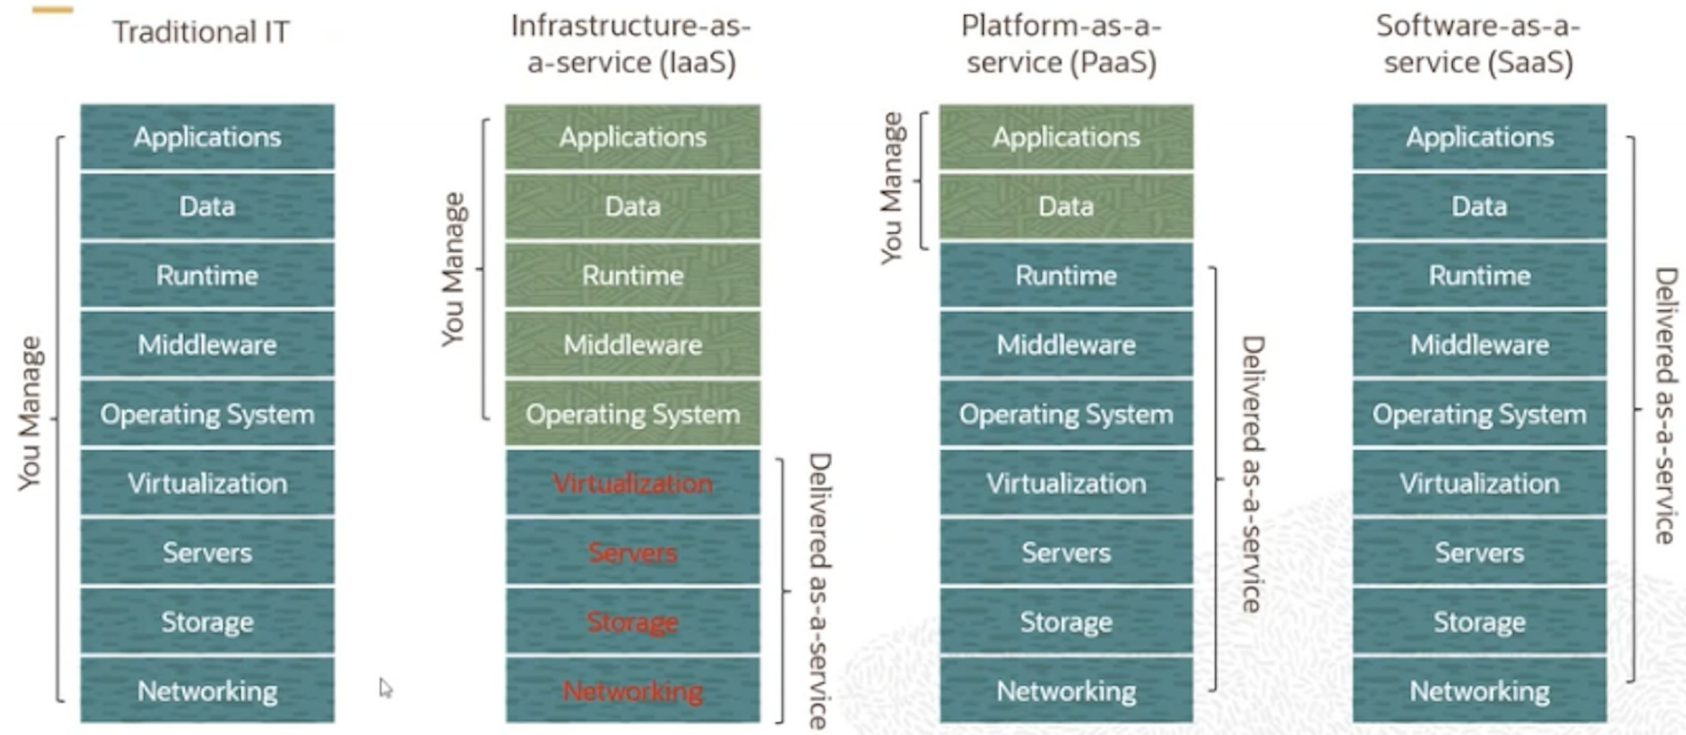 Traditional IT
You Manage
Applications
Data
Runtime
Middleware
Operating System
Virtualization
Servers
Storage
Networking
Infrastructure-as-
a-service (IaaS)
You Manage
Applications
Data
Runtime
Middleware
Operating System
Virtualization
Servers
Storage
Networking
Delivered as-a-service
Platform-as-a-
service (PaaS)
You Manage
Applications
Data
Runtime
Middleware
Operating System
Virtualization
Servers
Storage
Networking
Delivered as-a-service
Software-as-a-
service (SaaS)
Applications
Data
Runtime
Middleware
Operating System
Virtualization
Servers
Storage
Networking
Delivered as-a-service